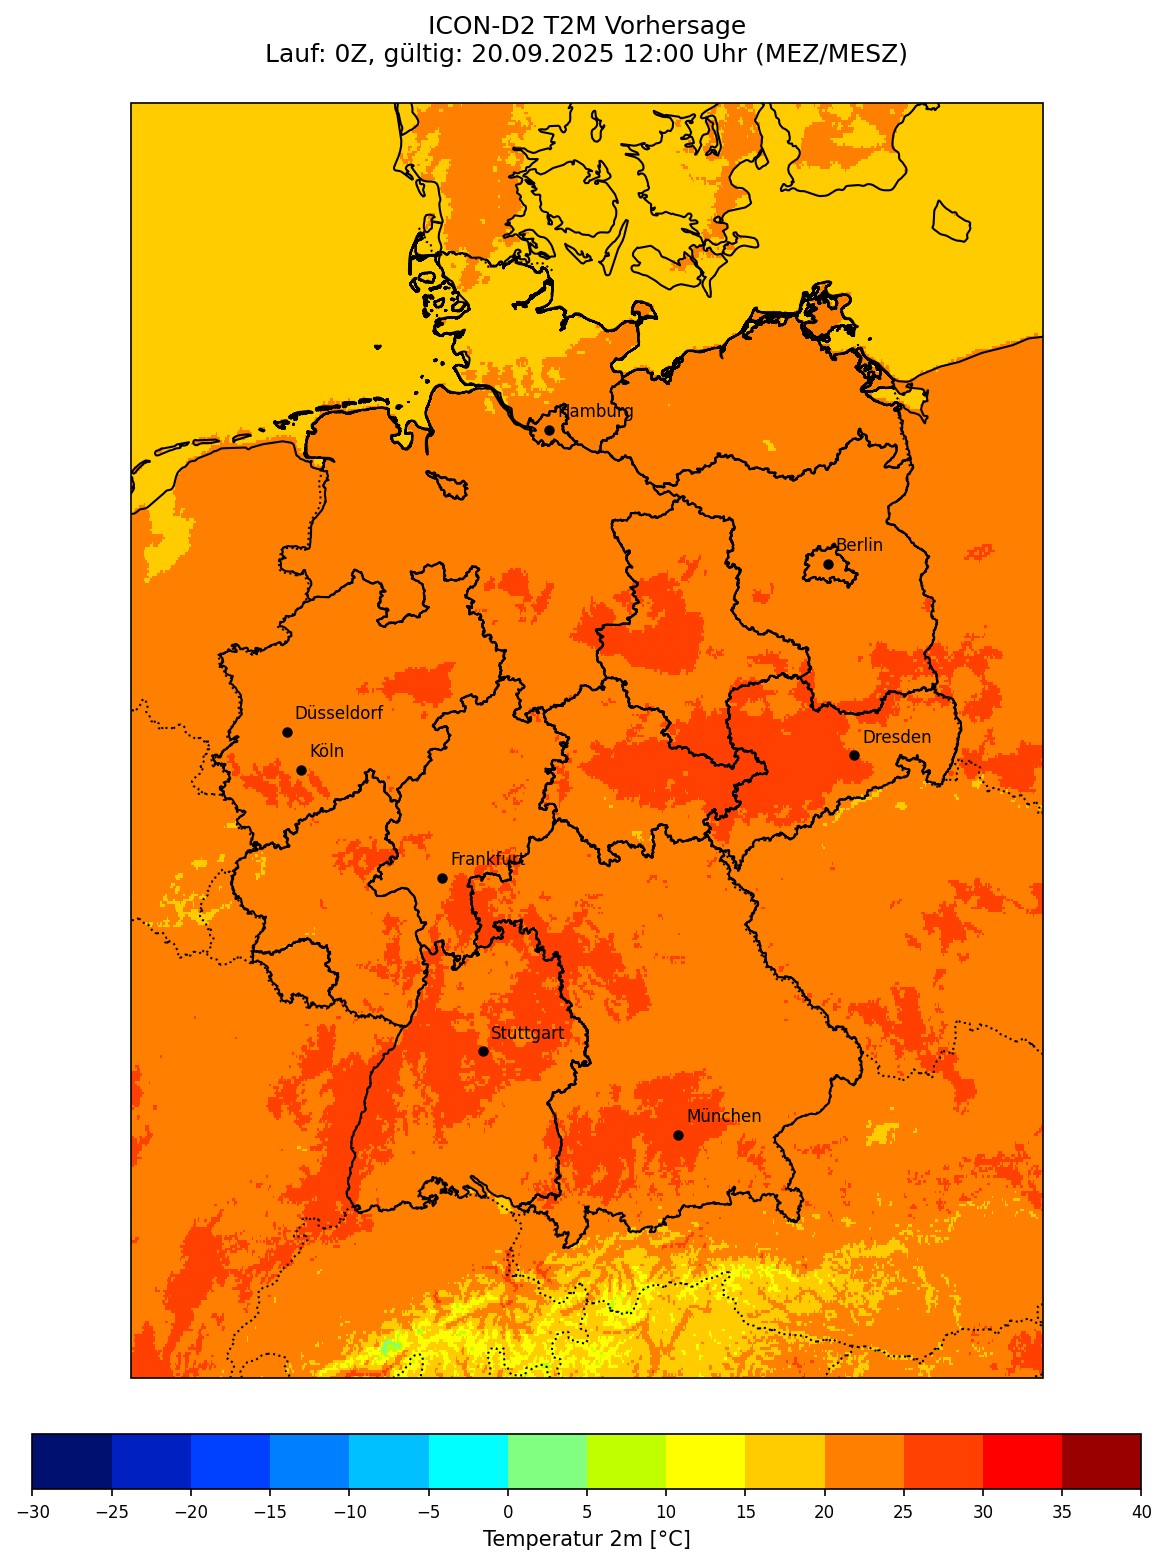 ICON-D2 T2M Vorhersage
Lauf: 0Z, gültig: 20.09.2025 12:00 Uhr (MEZ/MESZ)
Hamburg
Berlin
Düsseldorf
Köln
Dresden
Frankfurt
Stuttgart
München
−30 −25 −20 −15 −10 −5 0 5 10 15 20 25 30 35 40
Temperatur 2m [°C]